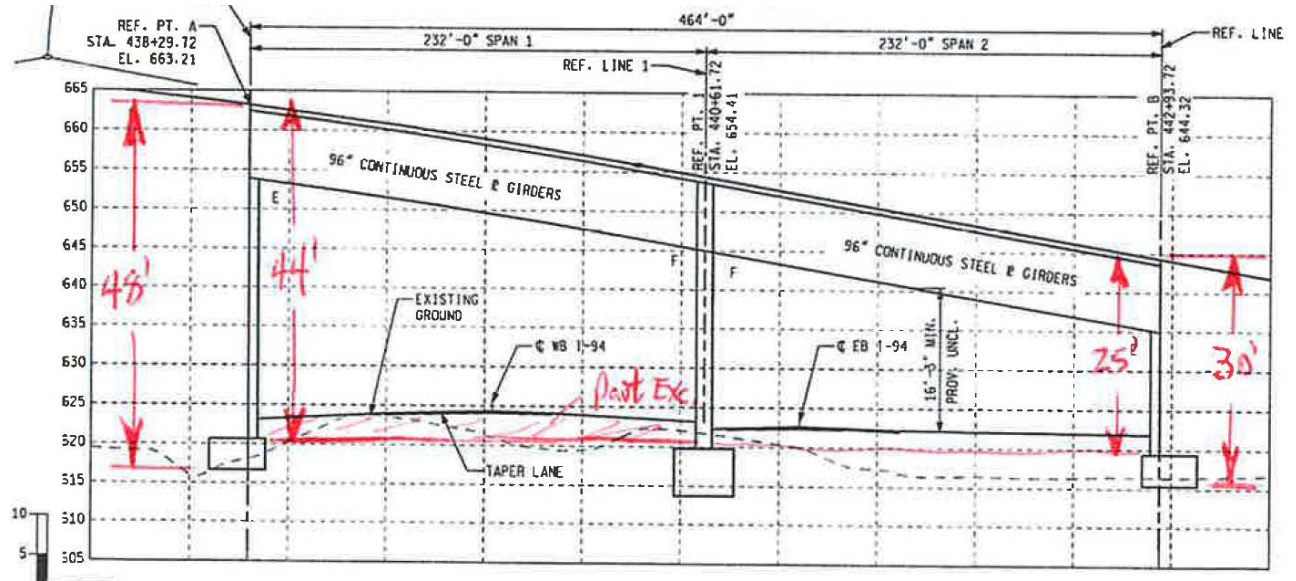 464'-0"
REF. PT. A
STA. 438+29.72
EL. 663.21
232'-0" SPAN 1
232'-0" SPAN 2
REF. LINE
REF. LINE 1
REF. PT. 1
STA. 440+61.72
EL. 654.41
REF. PT. B
STA. 442+93.72
EL. 644.32
665
660
655
650
645
640
635
630
625
620
615
610
605
96" CONTINUOUS STEEL ℙ GIRDERS
96" CONTINUOUS STEEL ℙ GIRDERS
E
F
F
48'
44'
25'
30'
EXISTING
GROUND
℄ WB I-94
℄ EB I-94
16'-3" MIN.
PROV. UNCL.
Past Exc.
TAPER LANE
10
5